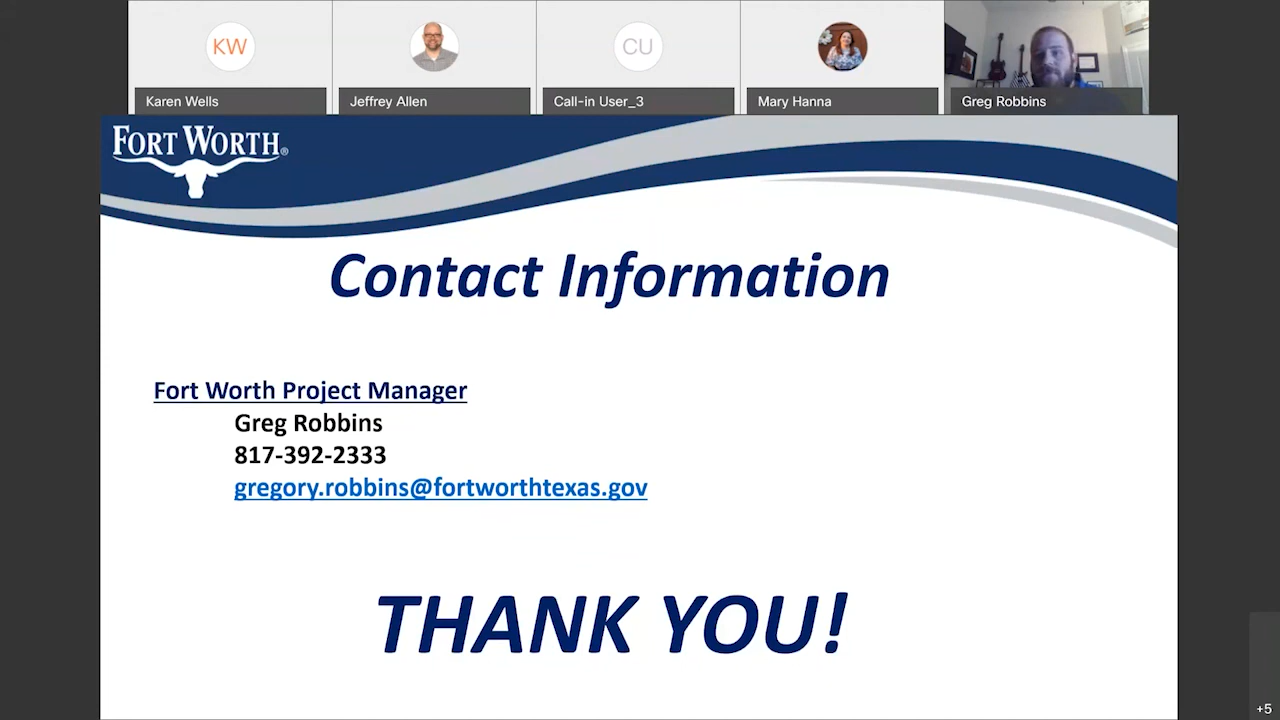 KW
CU
Karen Wells
Jeffrey Allen
Call-in User_3
Mary Hanna
Greg Robbins
FORT WORTH®
Contact Information
Fort Worth Project Manager
Greg Robbins
817-392-2333
gregory.robbins@fortworthtexas.gov
THANK YOU!
+5